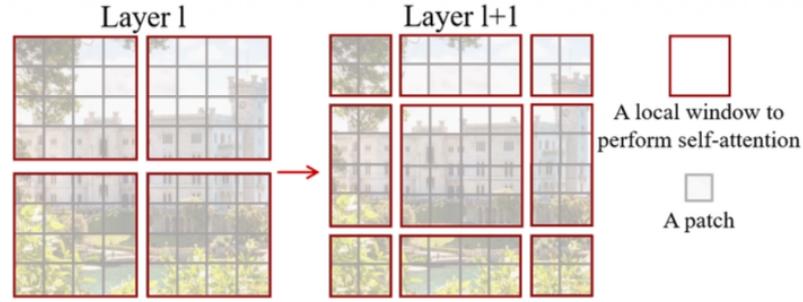 Layer l
Layer l+1
A local window to
perform self-attention
A patch